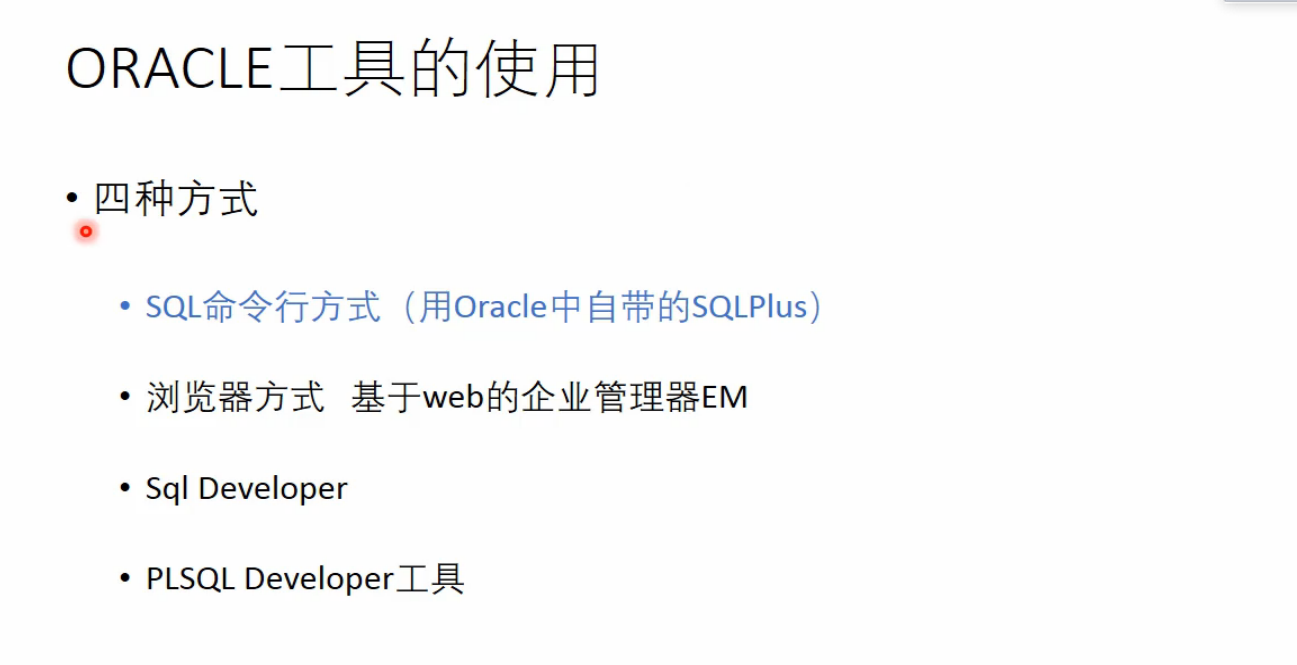 ORACLE工具的使用
• 四种方式
• SQL命令行方式（用Oracle中自带的SQLPlus）
• 浏览器方式 基于web的企业管理器EM
• Sql Developer
• PLSQL Developer工具